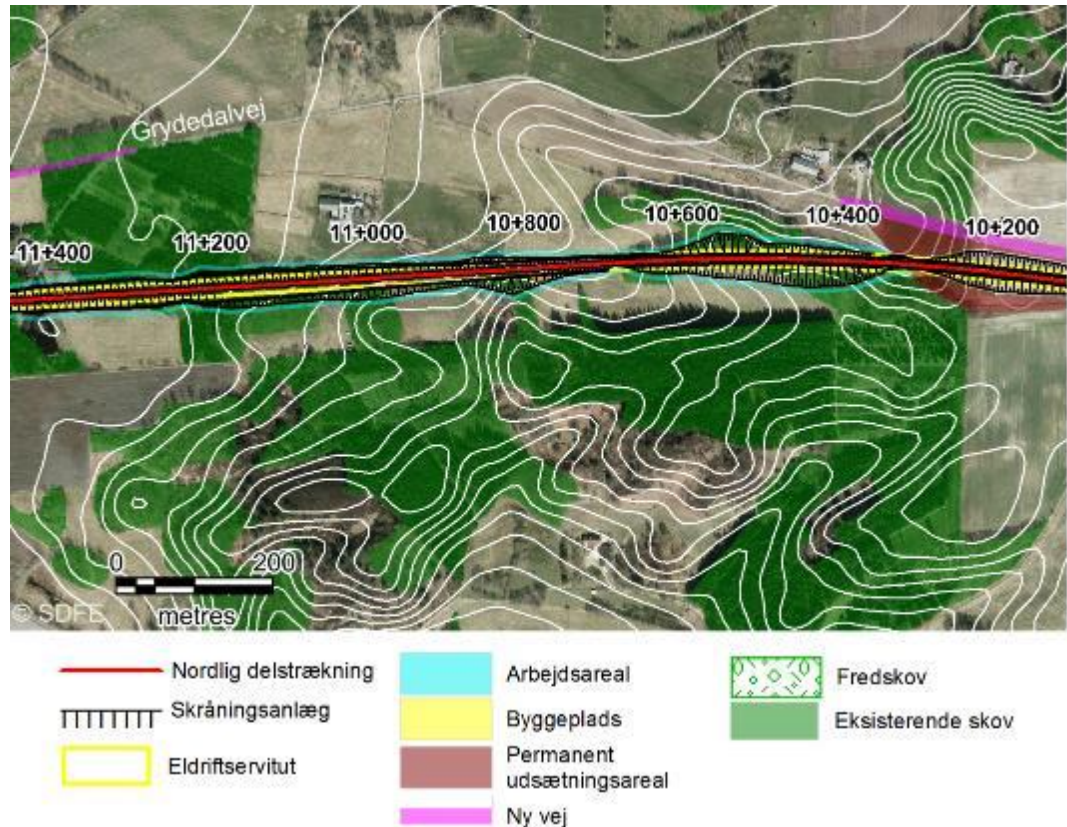 Grydedalvej
11+400
11+200
11+000
10+800
10+600
10+400
10+200
0 200
metres
© SDFE
Nordlig delstrækning
Skråningsanlæg
Eldriftservitut
Arbejdsareal
Byggeplads
Permanent
udsætningsareal
Ny vej
Fredskov
Eksisterende skov